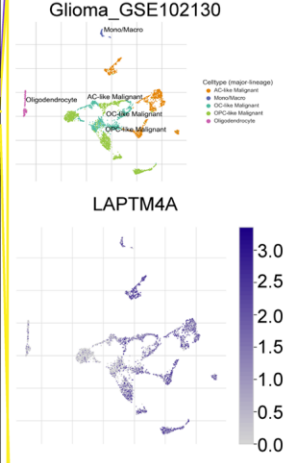 Glioma_GSE102130
Mono/Macro
Oligodendrocyte
AC-like Malignant
OC-like Malignant
OPC-like Malignant
Celltype (major-lineage)
AC-like Malignant
Mono/Macro
OC-like Malignant
OPC-like Malignant
Oligodendrocyte
LAPTM4A
3.0
2.5
2.0
1.5
1.0
0.5
0.0